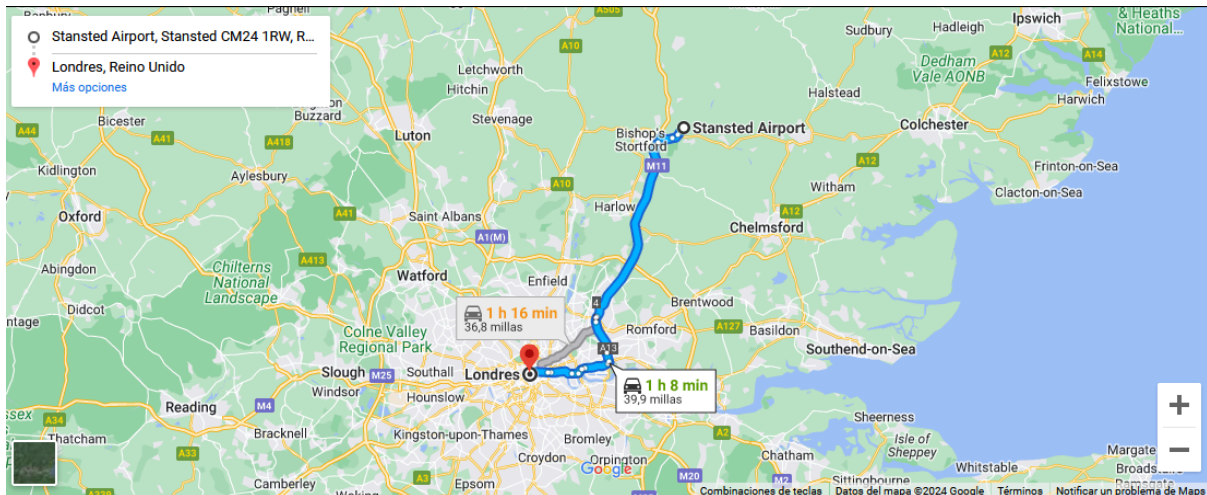 Stansted Airport, Stansted CM24 1RW, R...
Londres, Reino Unido
Más opciones
A505
Sudbury
Hadleigh
Ipswich
& Heaths
National...
A10
A12
A14
Letchworth
Hitchin
Dedham
Vale AONB
Felixstowe
Buzzard
Stevenage
Halstead
Harwich
A44
Bicester
A41
Luton
Bishop's
Stortford
Stansted Airport
A120
Colchester
A418
M11
A12
Frinton-on-Sea
Kidlington
Aylesbury
A10
Witham
Clacton-on-Sea
Oxford
A41
Saint Albans
Harlow
A12
A1(M)
Chelmsford
Abingdon
A413
Chilterns
National
Landscape
Watford
Enfield
Didcot
4
Brentwood
1 h 16 min
36,8 millas
Colne Valley
Regional Park
Romford
A127
Basildon
A13
Southend-on-Sea
Slough
M25
Southall
Londres
1 h 8 min
39,9 millas
Windsor
Hounslow
Reading
M4
A2
Sheerness
A34
Bracknell
Kingston-upon-Thames
Bromley
Isle of
Sheppey
Thatcham
A33
Croydon
Orpington
Chatham
Margate
Google
M20
Whitstable
Camberley
A3
Epsom
Woking
Sittingbourne
Combinaciones de teclas
Datos del mapa ©2024 Google
Términos
Notificar un problema de Maps